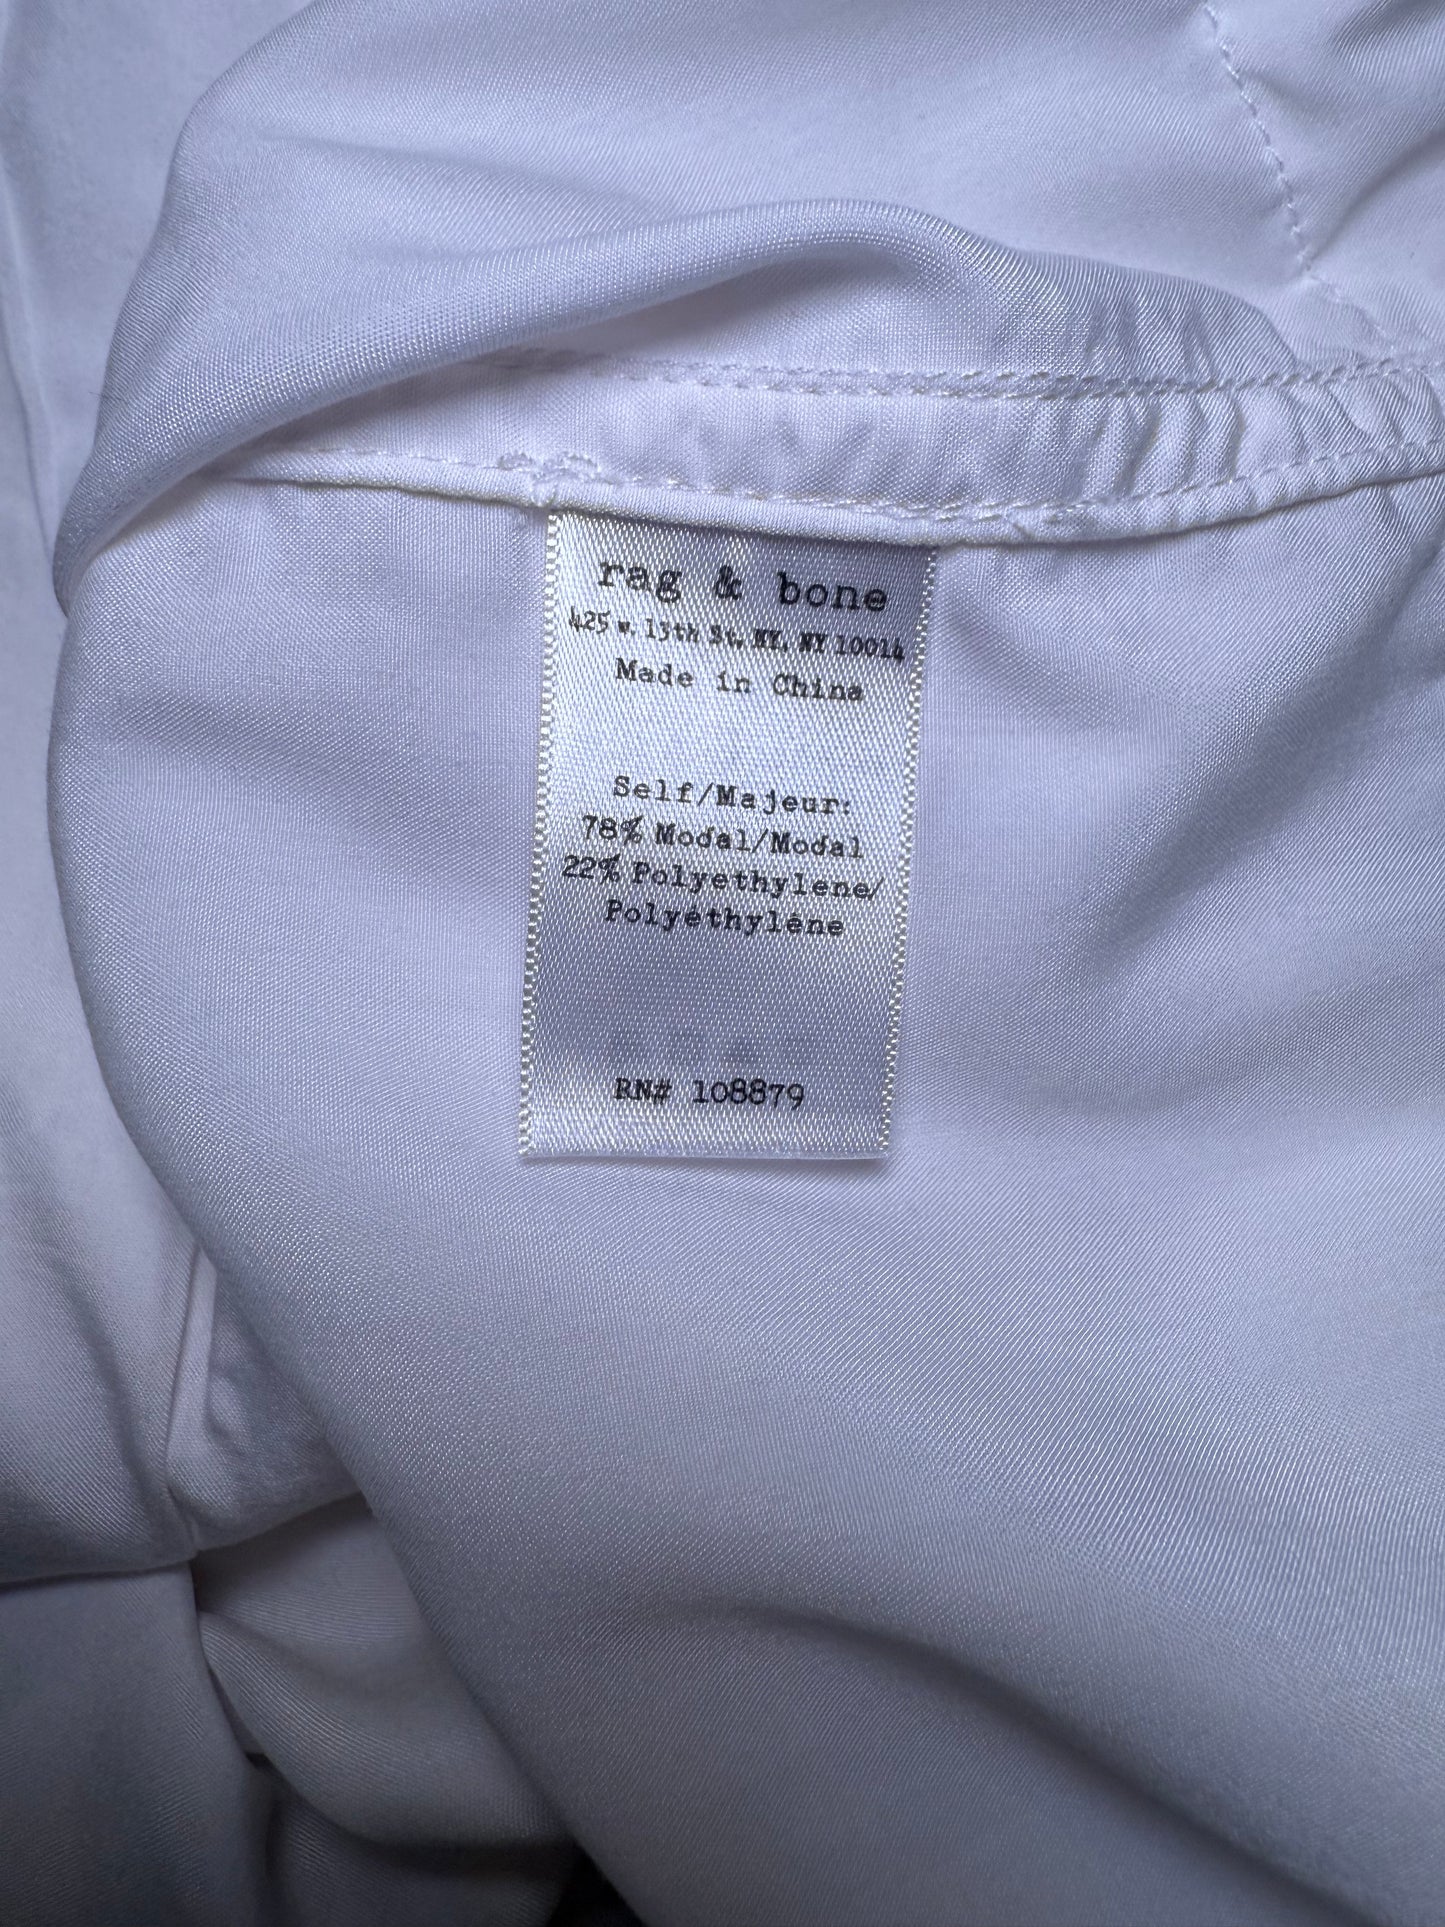 rag & bone
425 w. 13th St. NY, NY 10014
Made in China
Self/Majeur:
78% Modal/Modal
22% Polyethylene/
Polyéthylène
RN# 108879